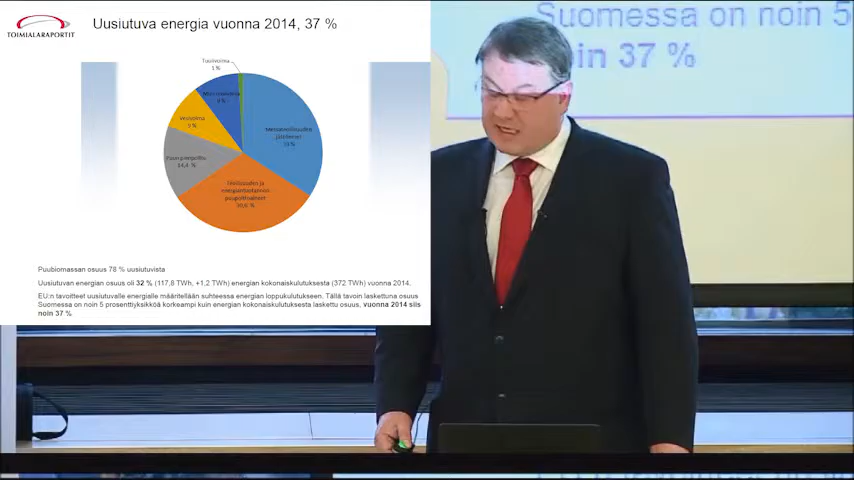 TOIMIALARAPORTIT
Uusiutuva energia vuonna 2014, 37 %
Tuulivoima
1 %
Metsäteollisuuden
jäteliemet
Vesivoima
Teollisuuden ja
energiantuotannon
puupolttoaineet
Puun pienpoltto
14,4 %
Puubiomassan osuus 78 % uusiutuvista
Uusiutuvan energian osuus oli 32 % (117,8 TWh, +1,2 TWh) energian kokonaiskulutuksesta (372 TWh) vuonna 2014.
EU:n tavoitteet uusiutuvalle energialle määritellään suhteessa energian loppukulutukseen. Tällä tavoin laskettuna osuus
Suomessa on noin 5 prosenttiyksikköä korkeampi kuin energian kokonaiskulutuksesta laskettu osuus, vuonna 2014 siis
noin 37 %
Suomessa on noin 5
oin 37 %